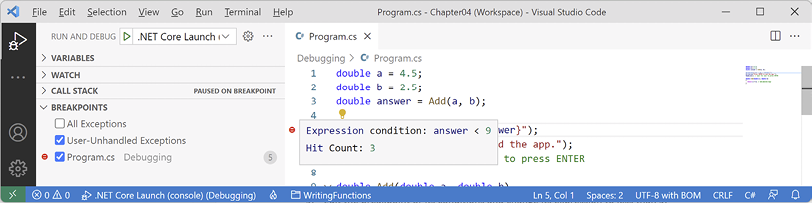 File Edit Selection View Go Run Terminal Help Program.cs - Chapter04 (Workspace) - Visual Studio Code
RUN AND DEBUG .NET Core Launch (
Program.cs
VARIABLES
WATCH
CALL STACK PAUSED ON BREAKPOINT
BREAKPOINTS
All Exceptions
User-Unhandled Exceptions
Program.cs Debugging 5
Debugging > Program.cs
1 double a = 4.5;
2 double b = 2.5;
3 double answer = Add(a, b);
4
Expression condition: answer < 9
wer}");
Hit Count: 3
d the app.");
to press ENTER
8
9 double Add(double a, double b)
0 0 .NET Core Launch (console) (Debugging) WritingFunctions Ln 5, Col 1 Spaces: 2 UTF-8 with BOM CRLF C#